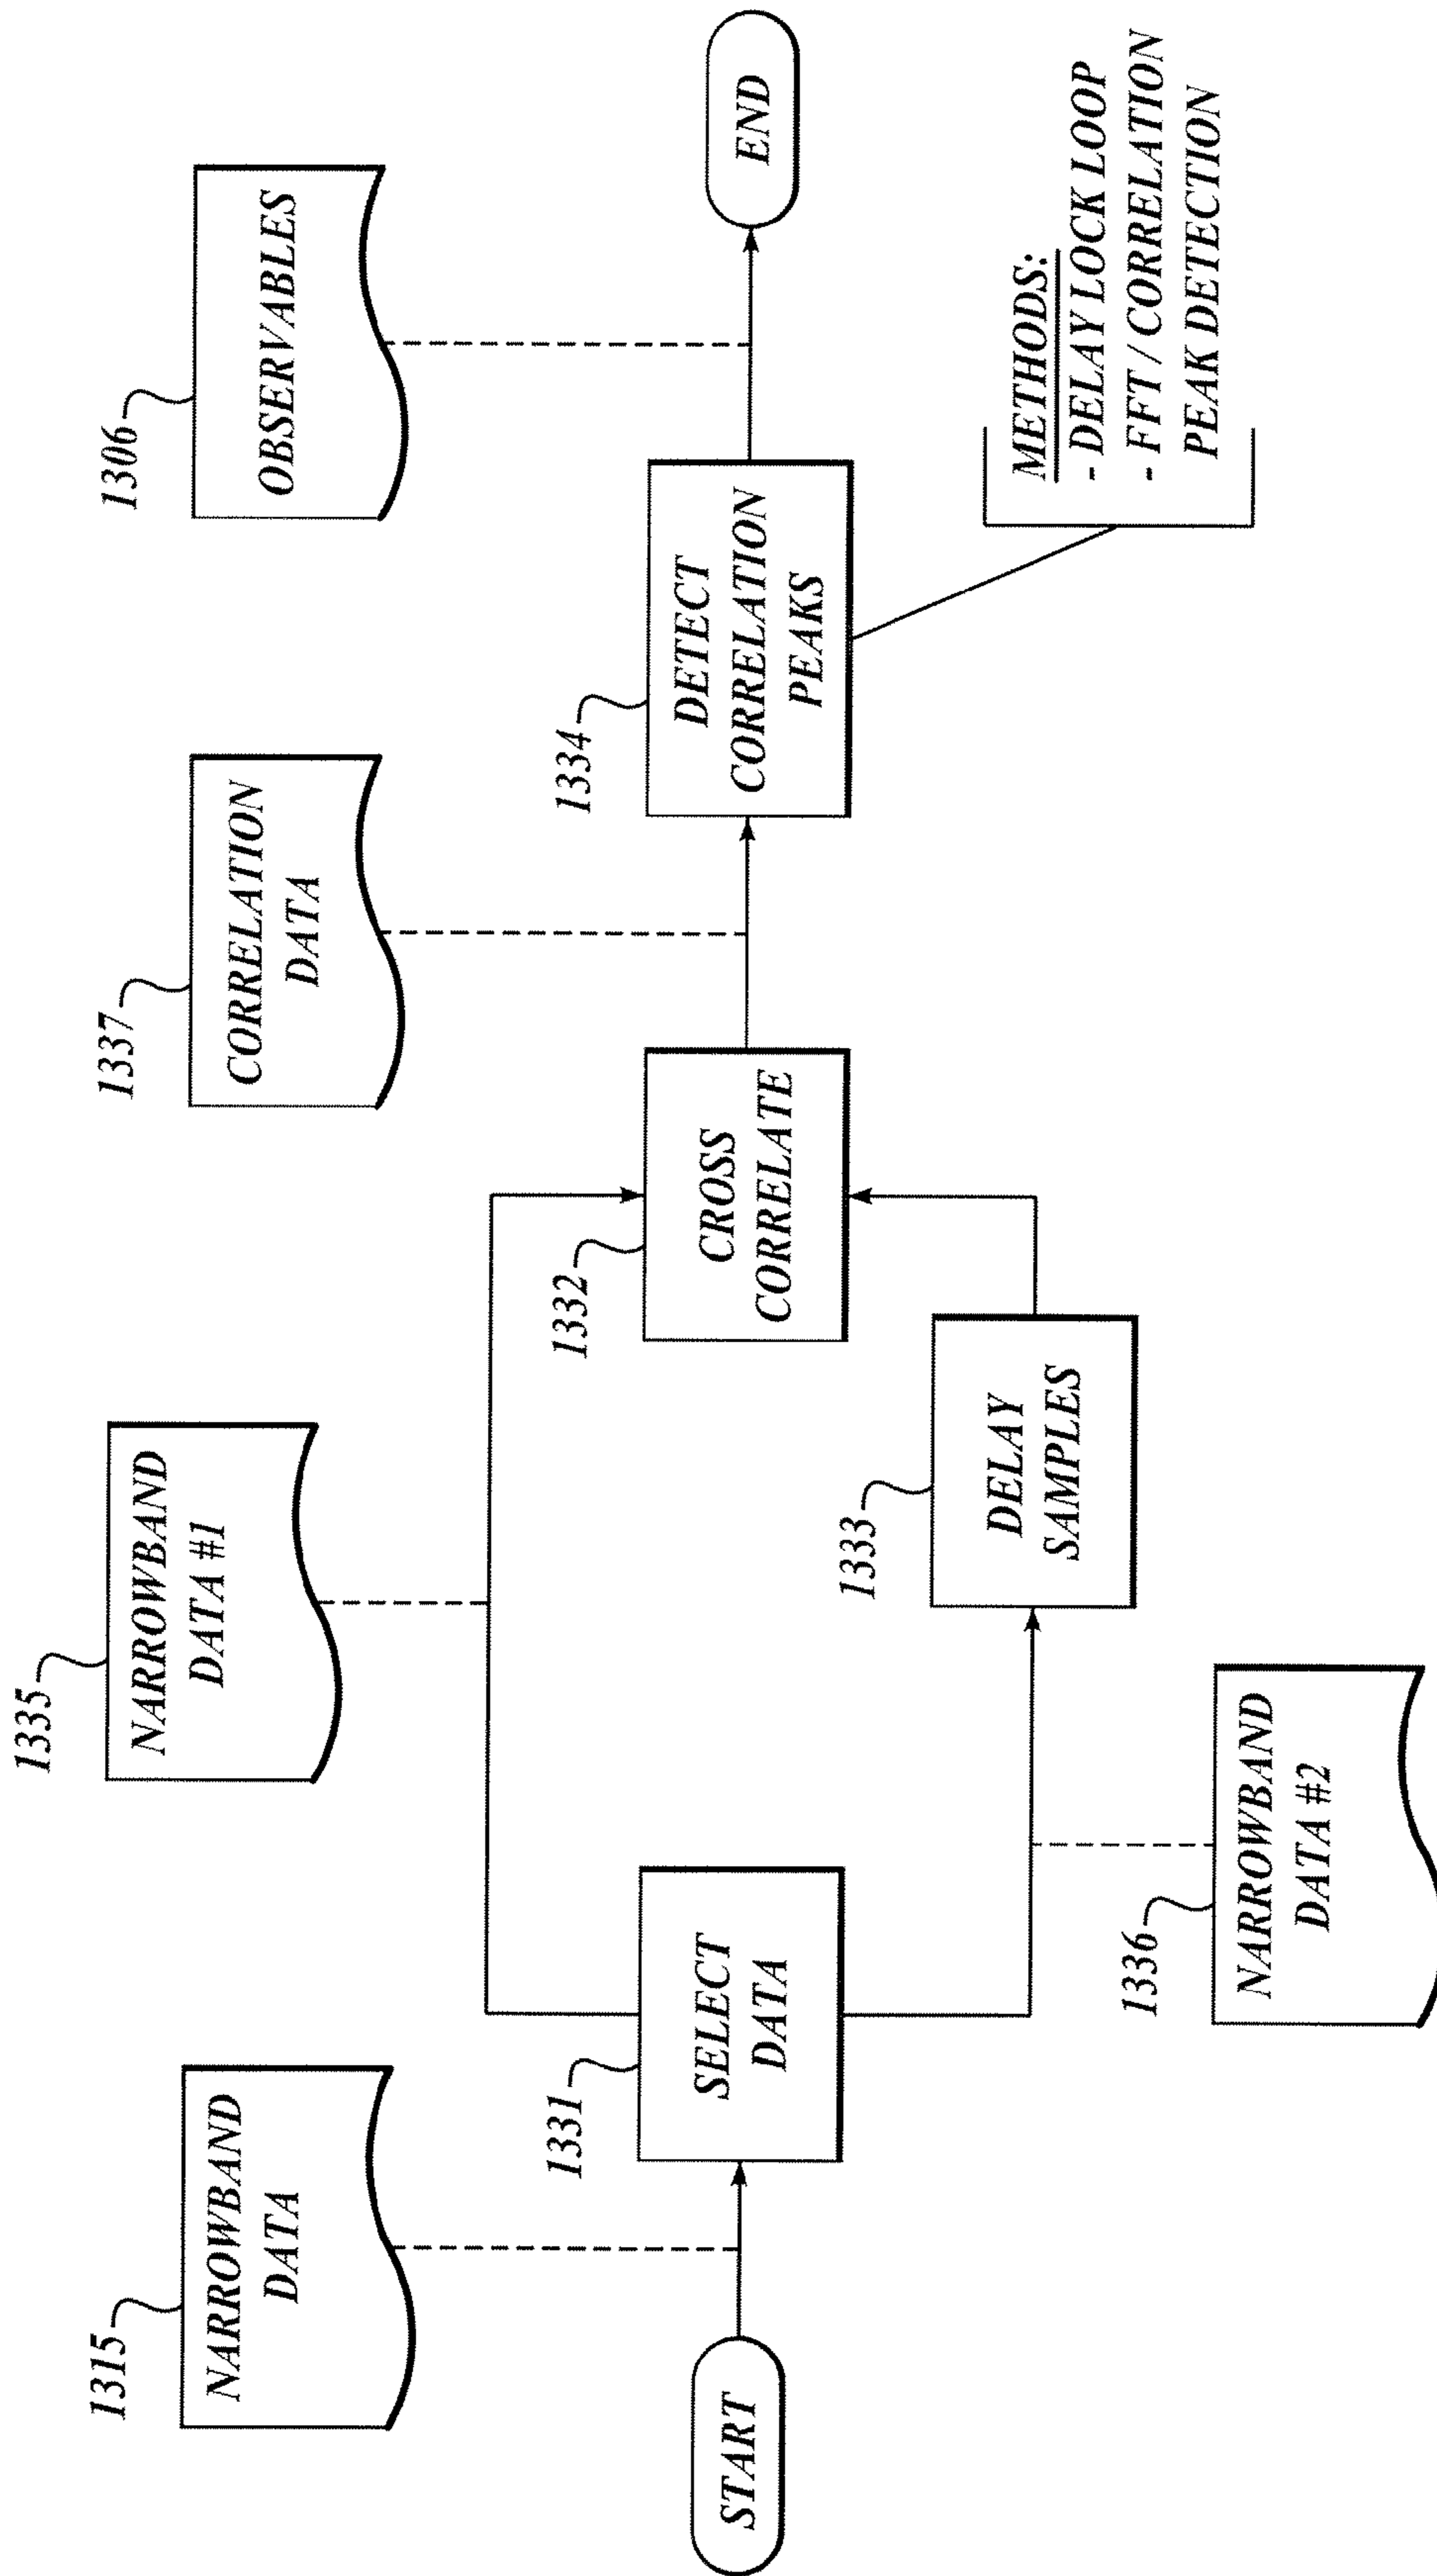 1315
NARROWBAND
DATA
1335
NARROWBAND
DATA #1
1337
CORRELATION
DATA
1306
OBSERVABLES
START
1331
SELECT
DATA
1332
CROSS
CORRELATE
1334
DETECT
CORRELATION
PEAKS
END
1333
DELAY
SAMPLES
1336
NARROWBAND
DATA #2
METHODS:
- DELAY LOCK LOOP
- FFT / CORRELATION
PEAK DETECTION